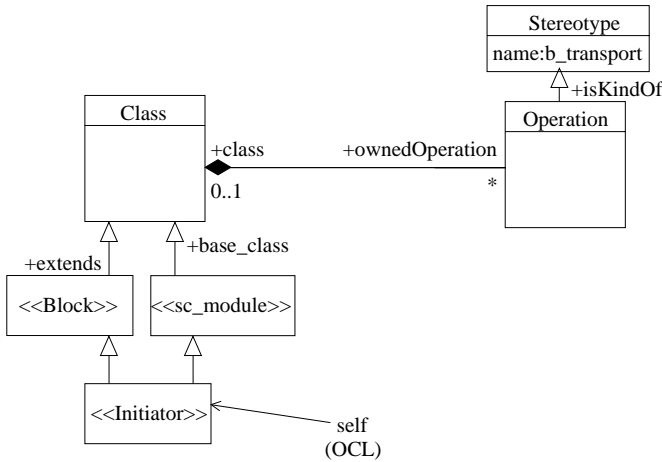 Stereotype
name:b_transport
+isKindOf
Class
Operation
+class
+ownedOperation
0..1
*
+base_class
+extends
<<Block>>
<<sc_module>>
<<Initiator>>
self
(OCL)